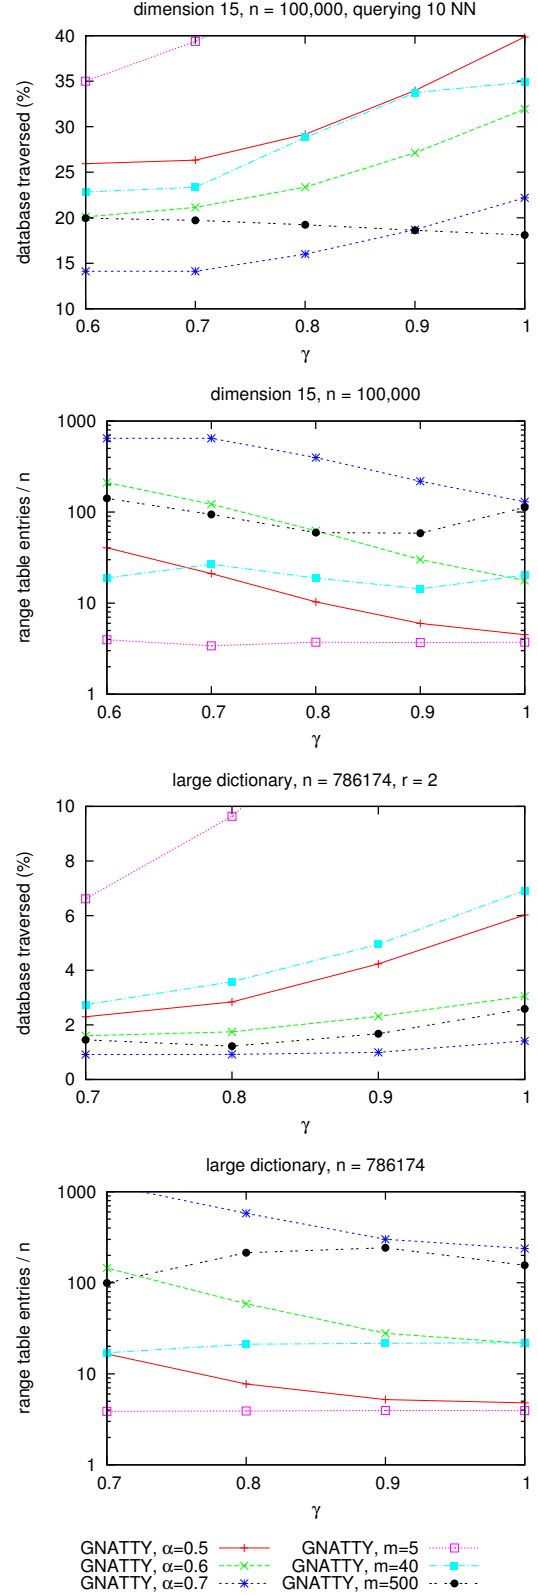 dimension 15, n = 100,000, querying 10 NN
40
35
30
25
20
15
10
database traversed (%)
0.6 0.7 0.8 0.9 1
γ
dimension 15, n = 100,000
1000
100
10
1
range table entries / n
0.6 0.7 0.8 0.9 1
γ
large dictionary, n = 786174, r = 2
10
8
6
4
2
0
database traversed (%)
0.7 0.8 0.9 1
γ
large dictionary, n = 786174
1000
100
10
1
range table entries / n
0.7 0.8 0.9 1
γ
GNATTY, α=0.5 GNATTY, m=5
GNATTY, α=0.6 GNATTY, m=40
GNATTY, α=0.7 GNATTY, m=500